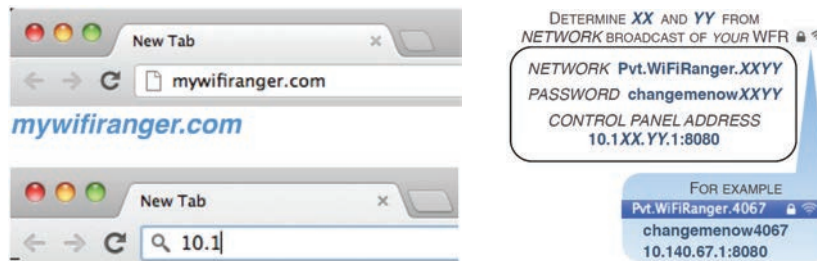 New Tab
mywifiranger.com
mywifiranger.com
New Tab
10.1
DETERMINE XX AND YY FROM
NETWORK BROADCAST OF YOUR WFR
NETWORK Pvt.WiFiRanger.XXYY
PASSWORD changemenowXXYY
CONTROL PANEL ADDRESS
10.1XX.YY.1:8080
FOR EXAMPLE
Pvt.WiFiRanger.4067
changemenow4067
10.140.67.1:8080